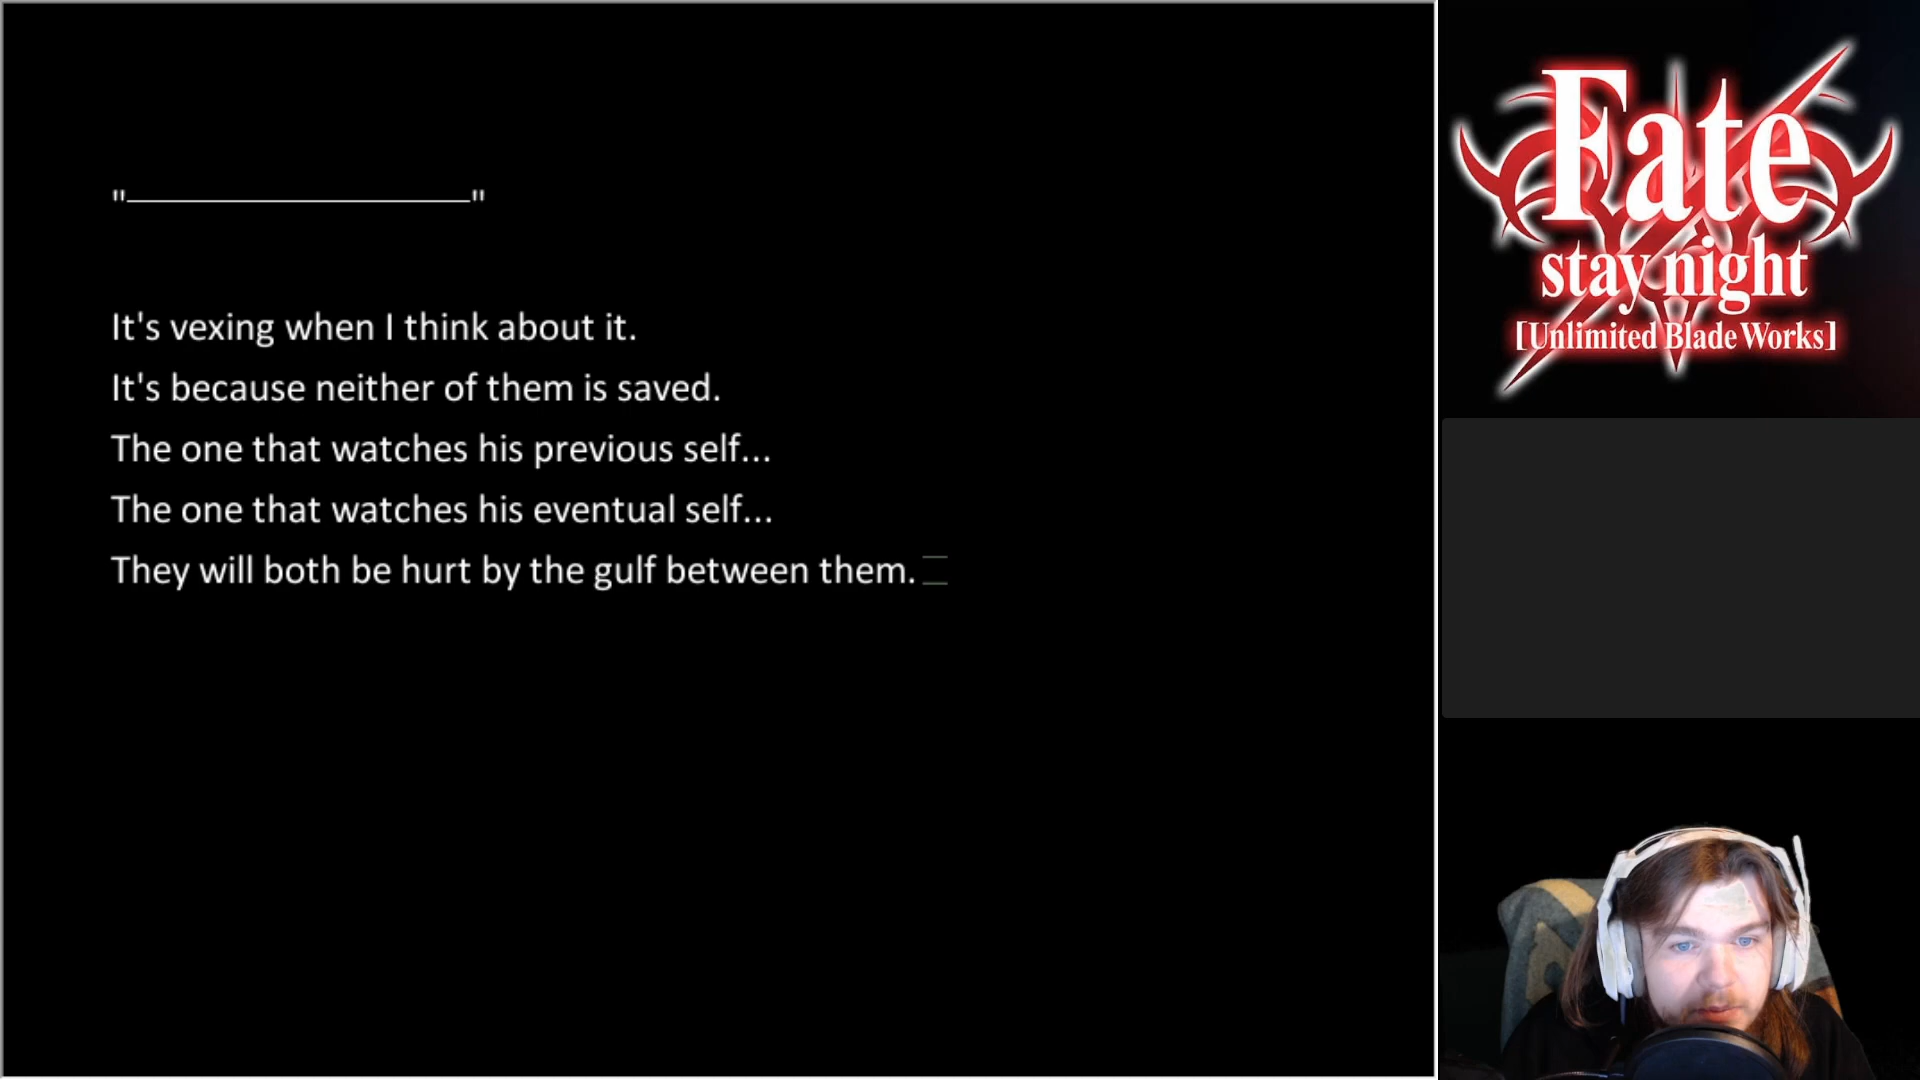 "―――――――――"
It's vexing when I think about it.
It's because neither of them is saved.
The one that watches his previous self...
The one that watches his eventual self...
They will both be hurt by the gulf between them.
Fate
stay night
[Unlimited Blade Works]